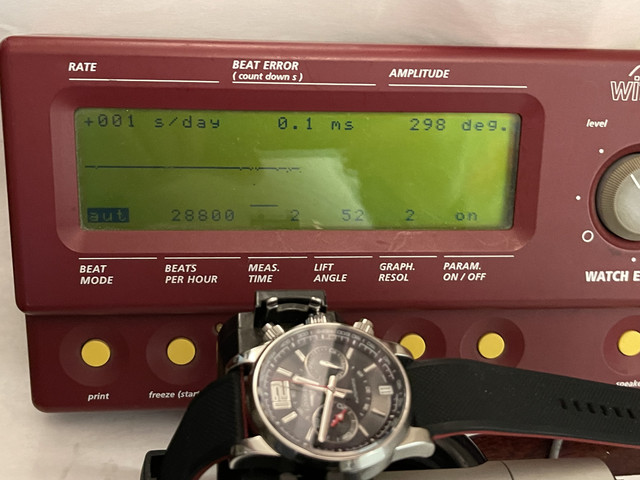 RATE
BEAT ERROR
( count down s )
AMPLITUDE
+001 s/day 0.1 ms 298 deg.
aut 28800 2 52 2 on
BEAT MODE
BEATS PER HOUR
MEAS. TIME
LIFT ANGLE
GRAPH. RESOL
PARAM. ON / OFF
level
WATCH
print
freeze